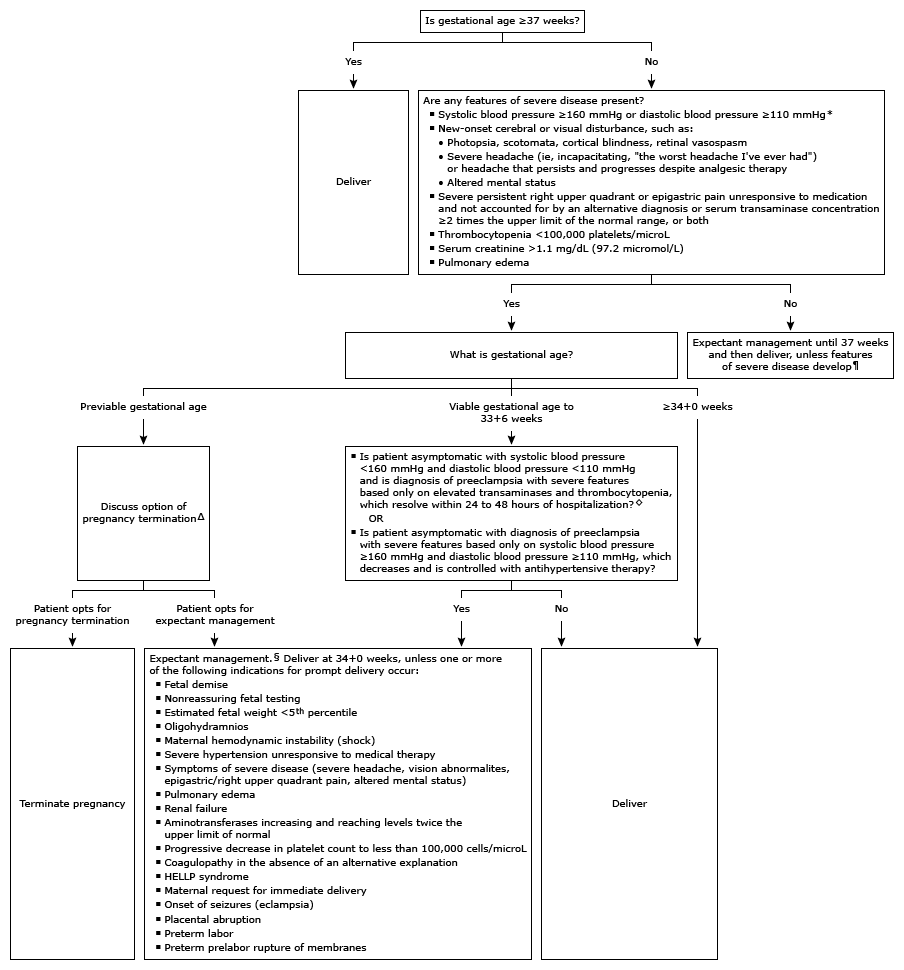 Is gestational age ≥37 weeks?
Yes
No
Deliver
Are any features of severe disease present?
▪ Systolic blood pressure ≥160 mmHg or diastolic blood pressure ≥110 mmHg*
▪ New-onset cerebral or visual disturbance, such as:
• Photopsia, scotomata, cortical blindness, retinal vasospasm
• Severe headache (ie, incapacitating, "the worst headache I've ever had")
or headache that persists and progresses despite analgesic therapy
• Altered mental status
▪ Severe persistent right upper quadrant or epigastric pain unresponsive to medication
and not accounted for by an alternative diagnosis or serum transaminase concentration
≥2 times the upper limit of the normal range, or both
▪ Thrombocytopenia <100,000 platelets/microL
▪ Serum creatinine >1.1 mg/dL (97.2 micromol/L)
▪ Pulmonary edema
Yes
No
What is gestational age?
Expectant management until 37 weeks
and then deliver, unless features
of severe disease develop¶
Previable gestational age
Viable gestational age to
33+6 weeks
≥34+0 weeks
Discuss option of
pregnancy terminationΔ
▪ Is patient asymptomatic with systolic blood pressure
<160 mmHg and diastolic blood pressure <110 mmHg
and is diagnosis of preeclampsia with severe features
based only on elevated transaminases and thrombocytopenia,
which resolve within 24 to 48 hours of hospitalization?◇
OR
▪ Is patient asymptomatic with diagnosis of preeclampsia
with severe features based only on systolic blood pressure
≥160 mmHg and diastolic blood pressure ≥110 mmHg, which
decreases and is controlled with antihypertensive therapy?
Patient opts for
pregnancy termination
Patient opts for
expectant management
Yes
No
Terminate pregnancy
Expectant management.§ Deliver at 34+0 weeks, unless one or more
of the following indications for prompt delivery occur:
▪ Fetal demise
▪ Nonreassuring fetal testing
▪ Estimated fetal weight <5th percentile
▪ Oligohydramnios
▪ Maternal hemodynamic instability (shock)
▪ Severe hypertension unresponsive to medical therapy
▪ Symptoms of severe disease (severe headache, vision abnormalites,
epigastric/right upper quadrant pain, altered mental status)
▪ Pulmonary edema
▪ Renal failure
▪ Aminotransferases increasing and reaching levels twice the
upper limit of normal
▪ Progressive decrease in platelet count to less than 100,000 cells/microL
▪ Coagulopathy in the absence of an alternative explanation
▪ HELLP syndrome
▪ Maternal request for immediate delivery
▪ Onset of seizures (eclampsia)
▪ Placental abruption
▪ Preterm labor
▪ Preterm prelabor rupture of membranes
Deliver